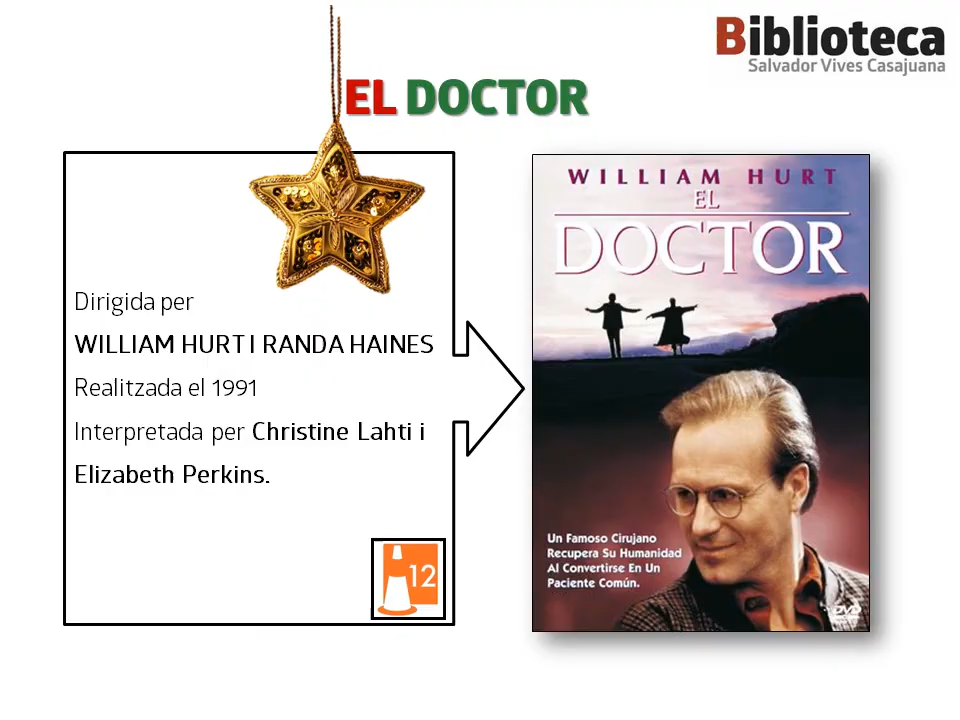 Biblioteca
Salvador Vives Casajuana
EL DOCTOR
Dirigida per
WILLIAM HURT I RANDA HAINES
Realitzada el 1991
Interpretada per Christine Lahti i
Elizabeth Perkins.
12
WILLIAM HURT
EL
DOCTOR
Un Famoso Cirujano
Recupera Su Humanidad
Al Convertirse En Un
Paciente Común.
DVD